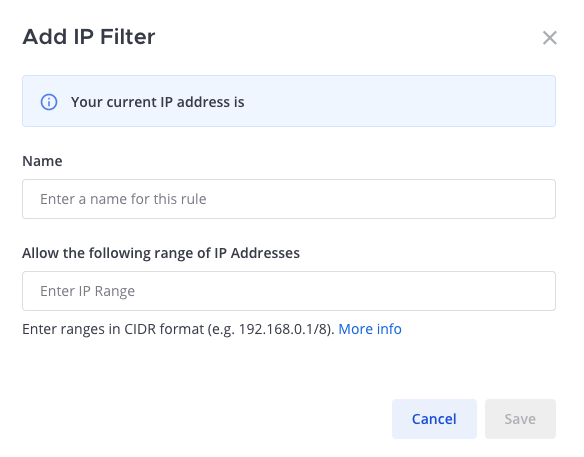 Add IP Filter
Your current IP address is
Name
Enter a name for this rule
Allow the following range of IP Addresses
Enter IP Range
Enter ranges in CIDR format (e.g. 192.168.0.1/8). More info
Cancel Save